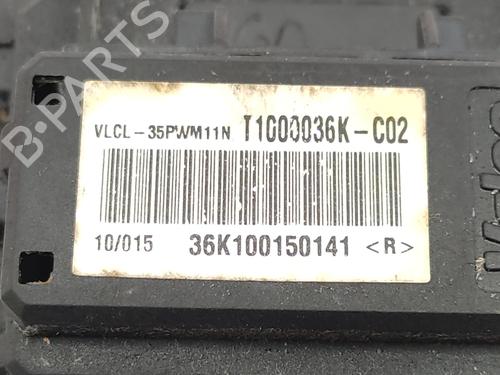 B-PARTS
VLCL-35PWM11N T1000036K-C02
10/015 36K100150141 <R>